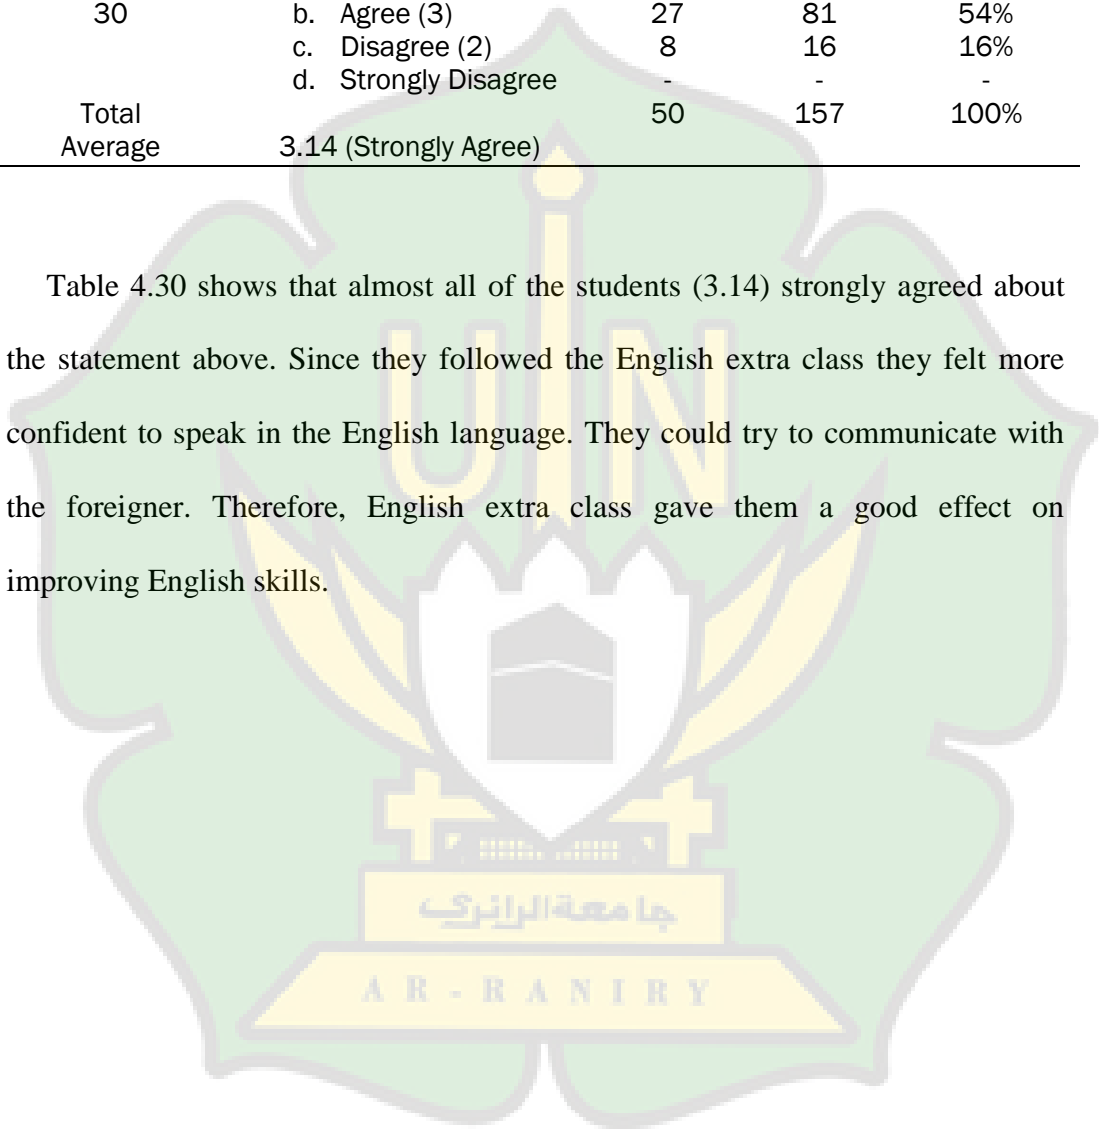 30 b. Agree (3) 27 81 54%
c. Disagree (2) 8 16 16%
d. Strongly Disagree - - -
Total 50 157 100%
Average 3.14 (Strongly Agree)
Table 4.30 shows that almost all of the students (3.14) strongly agreed about
the statement above. Since they followed the English extra class they felt more
confident to speak in the English language. They could try to communicate with
the foreigner. Therefore, English extra class gave them a good effect on
improving English skills.
UIN
جامعة الرانري
AR-RANIRY